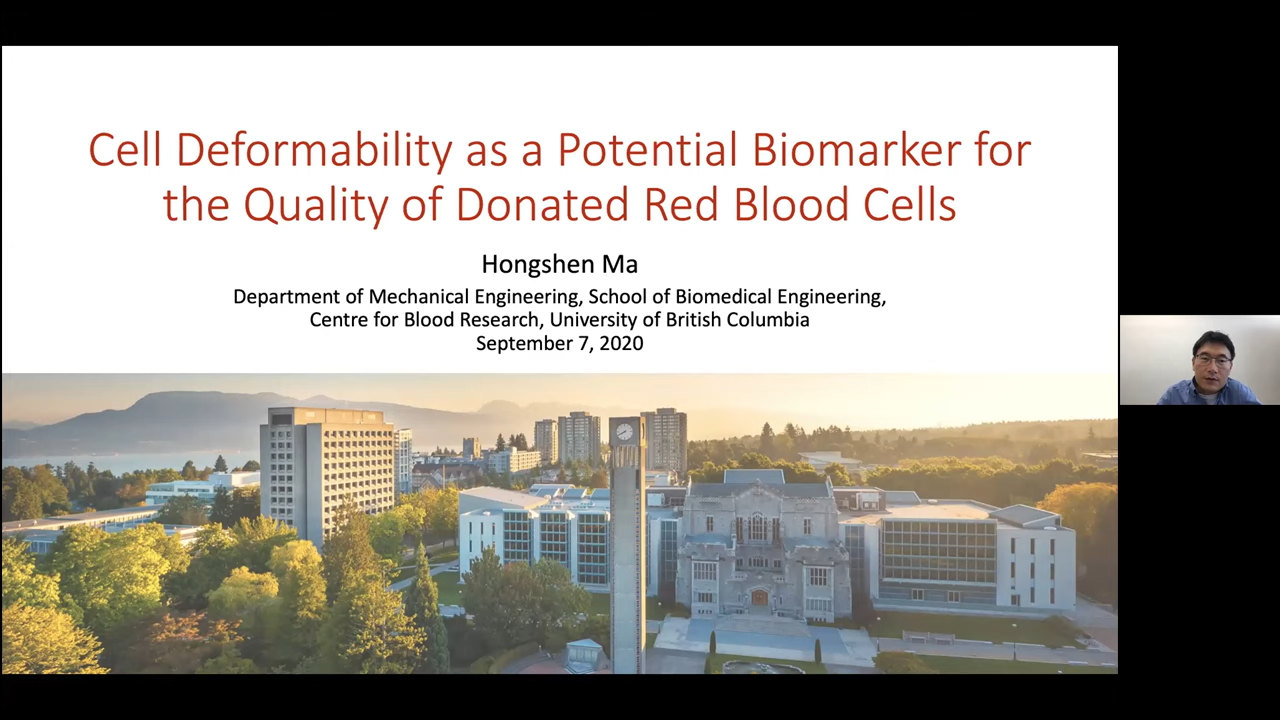 Cell Deformability as a Potential Biomarker for
the Quality of Donated Red Blood Cells
Hongshen Ma
Department of Mechanical Engineering, School of Biomedical Engineering,
Centre for Blood Research, University of British Columbia
September 7, 2020